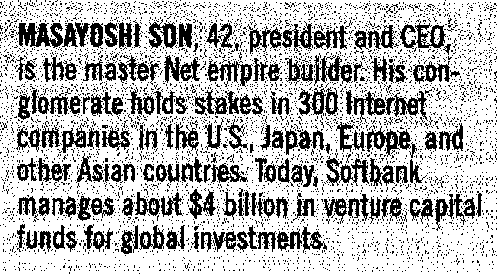 MASAYOSHI SON, 42, president and CEO,
is the master Net empire builder. His con-
glomerate holds stakes in 300 Internet
companies in the U.S., Japan, Europe, and
other Asian countries. Today, Softbank
manages about $4 billion in venture capital
funds for global investments.